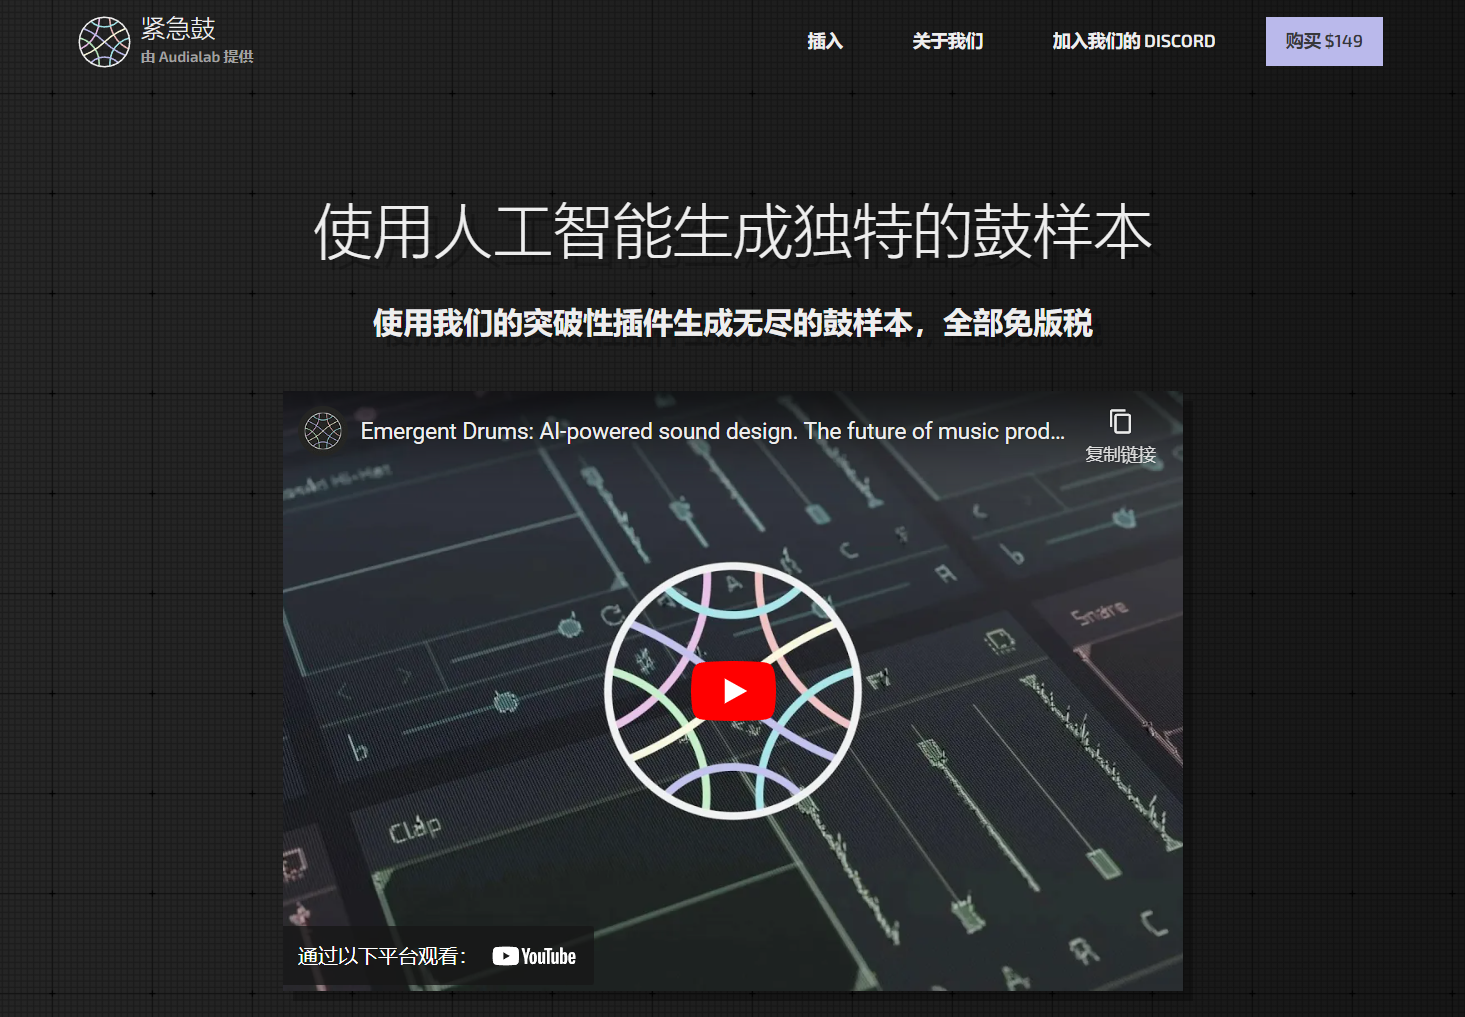 紧急鼓
由 Audialab 提供
插入
关于我们
加入我们的 DISCORD
购买 $149
使用人工智能生成独特的鼓样本
使用我们的突破性插件生成无尽的鼓样本，全部免版税
Emergent Drums: AI-powered sound design. The future of music prod...
复制链接
Snare
Clap
通过以下平台观看：
YouTube